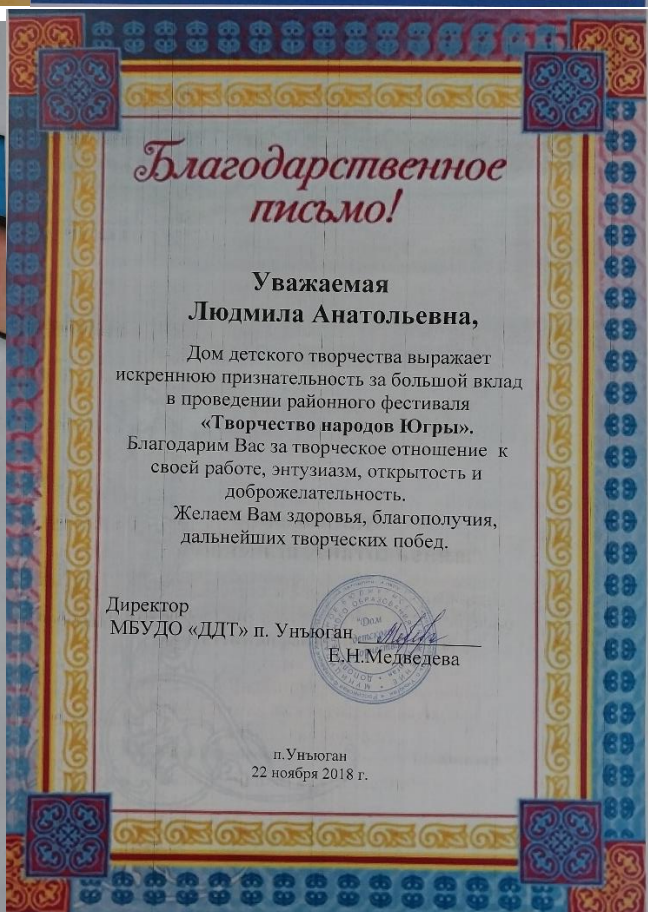 Благодарственное
письмо!
Уважаемая
Людмила Анатольевна,
Дом детского творчества выражает
искреннюю признательность за большой вклад
в проведении районного фестиваля
«Творчество народов Югры».
Благодарим Вас за творческое отношение к
своей работе, энтузиазм, открытость и
доброжелательность.
Желаем Вам здоровья, благополучия,
дальнейших творческих побед.
Директор
МБУДО «ДДТ» п. Унъюган
Е.Н.Медведева
"Дом
детского
п.Унъюган
22 ноября 2018 г.